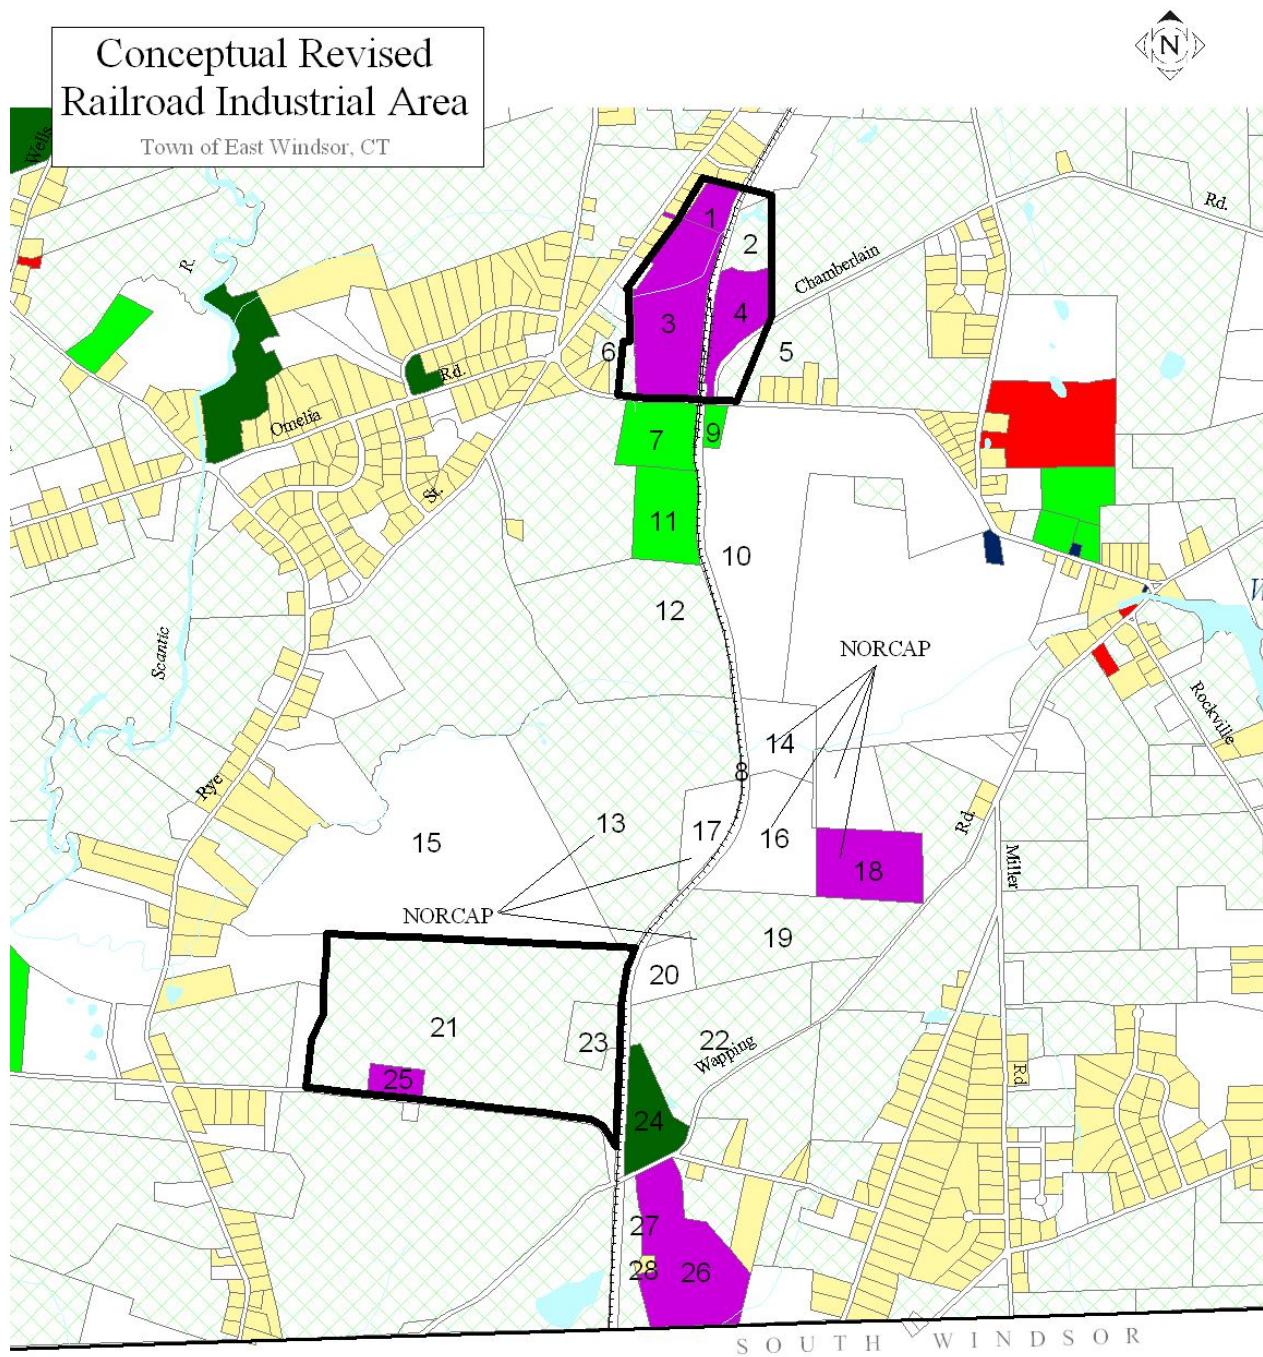 Conceptual Revised
Railroad Industrial Area
Town of East Windsor, CT
N
Wells
Rd.
R.
1
2
Chamberlain
3
4
5
6
Rd.
Omelia
7
9
St.
11
10
12
Scantic
NORCAP
W
Rockville
14
8
Rye
13
17
16
15
18
Rd.
Miller
NORCAP
19
20
21
23
22
Wapping
25
24
Rd.
27
28
26
SOUTH WINDSOR